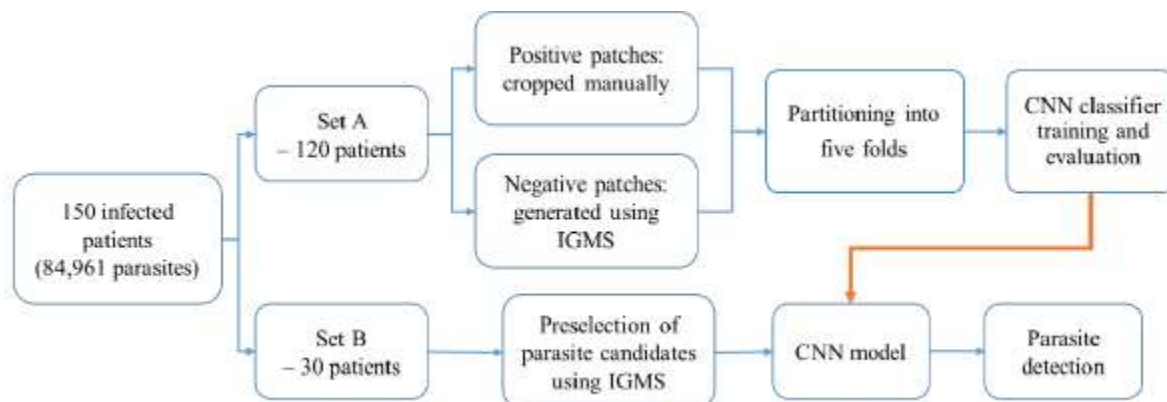 150 infected
patients
(84,961 parasites)
Set A
– 120 patients
Positive patches:
cropped manually
Negative patches:
generated using
IGMS
Partitioning into
five folds
CNN classifier
training and
evaluation
Set B
– 30 patients
Preselection of
parasite candidates
using IGMS
CNN model
Parasite
detection